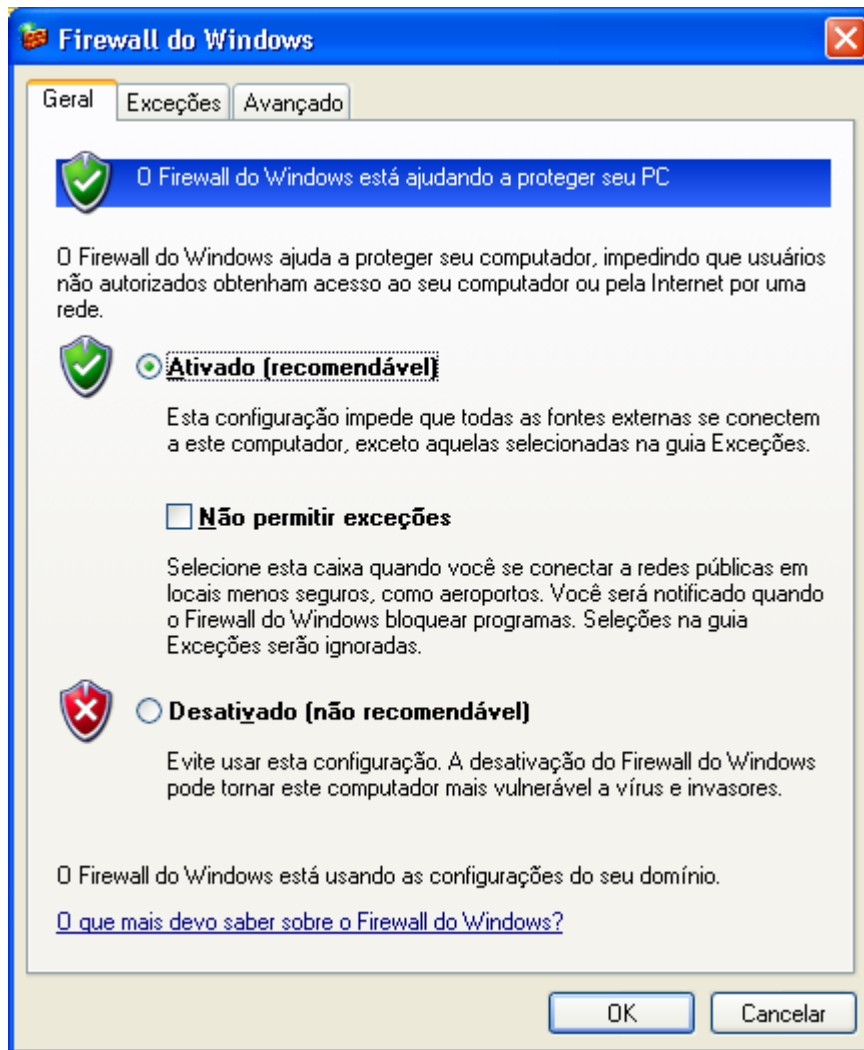 Firewall do Windows
Geral
Exceções
Avançado
O Firewall do Windows está ajudando a proteger seu PC
O Firewall do Windows ajuda a proteger seu computador, impedindo que usuários
não autorizados obtenham acesso ao seu computador ou pela Internet por uma
rede.
Ativado (recomendável)
Esta configuração impede que todas as fontes externas se conectem
a este computador, exceto aquelas selecionadas na guia Exceções.
Não permitir exceções
Selecione esta caixa quando você se conectar a redes públicas em
locais menos seguros, como aeroportos. Você será notificado quando
o Firewall do Windows bloquear programas. Seleções na guia
Exceções serão ignoradas.
Desativado (não recomendável)
Evite usar esta configuração. A desativação do Firewall do Windows
pode tornar este computador mais vulnerável a vírus e invasores.
O Firewall do Windows está usando as configurações do seu domínio.
O que mais devo saber sobre o Firewall do Windows?
OK
Cancelar